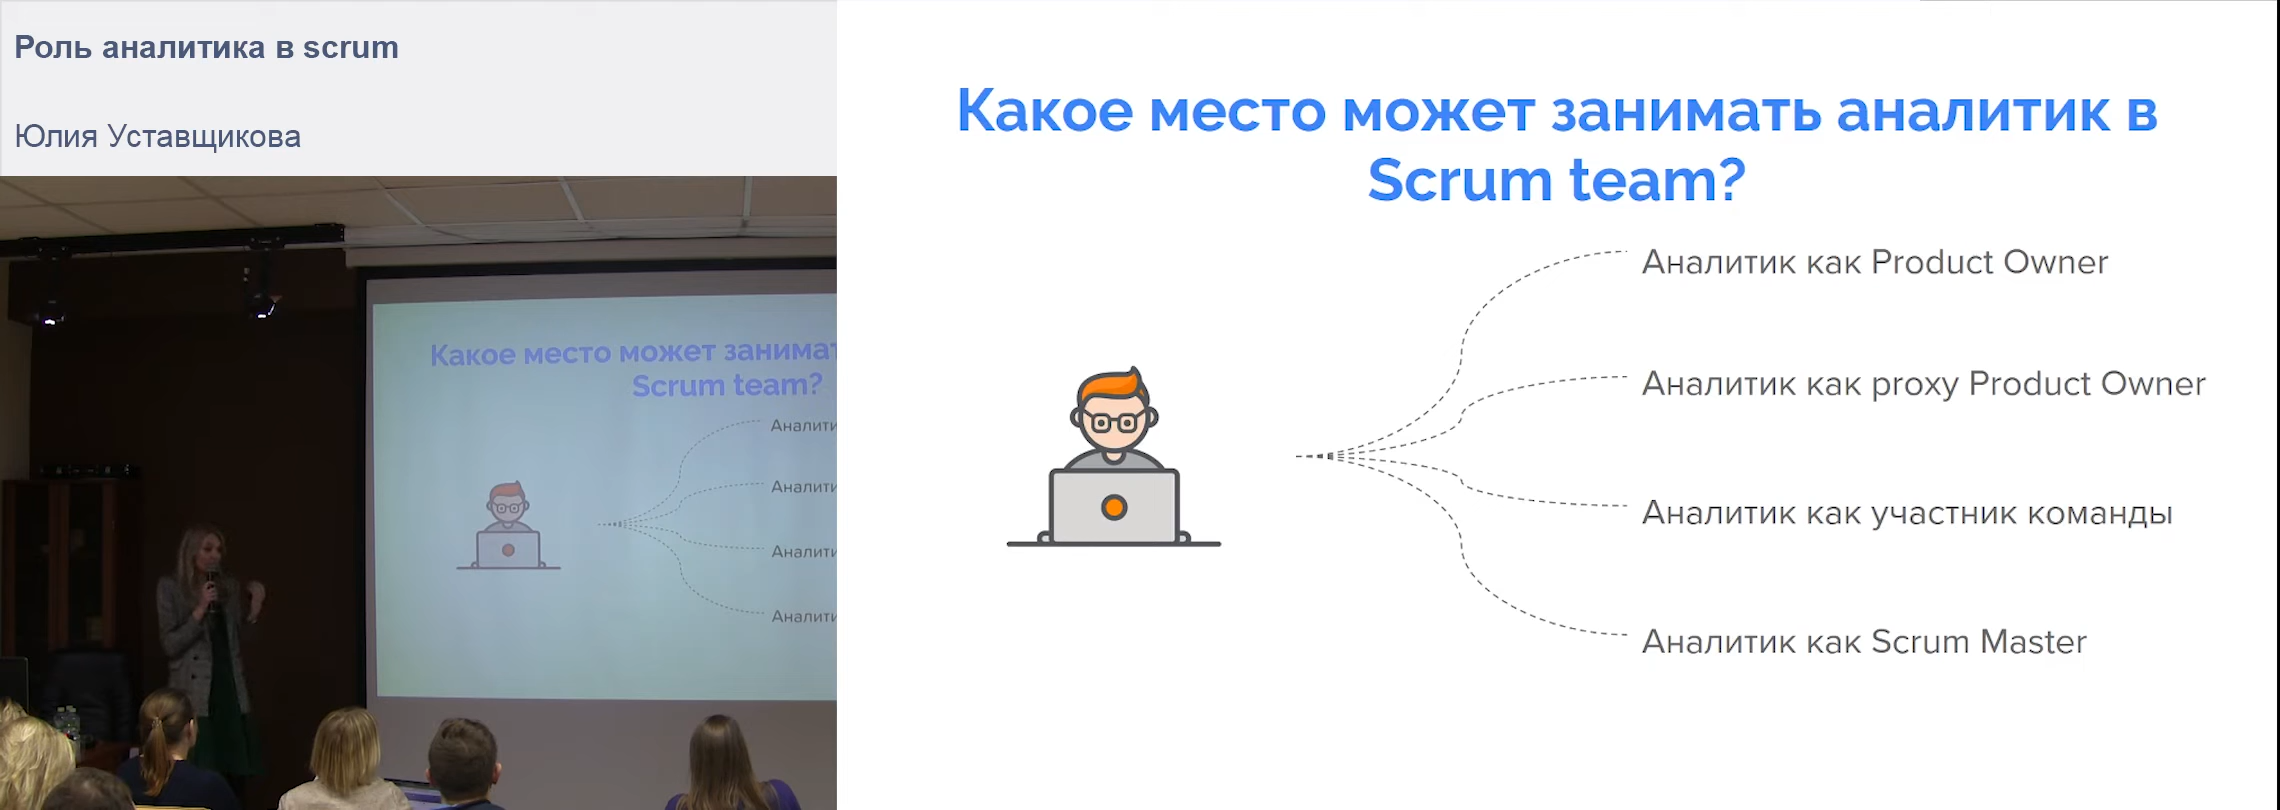 Роль аналитика в scrum
Юлия Уставщикова
Какое место может занимать аналитик в
Scrum team?
Аналитик как Product Owner
Аналитик как proxy Product Owner
Аналитик как участник команды
Аналитик как Scrum Master
Какое место может занимат
Scrum team?
Аналити
Аналити
Аналити
Аналити